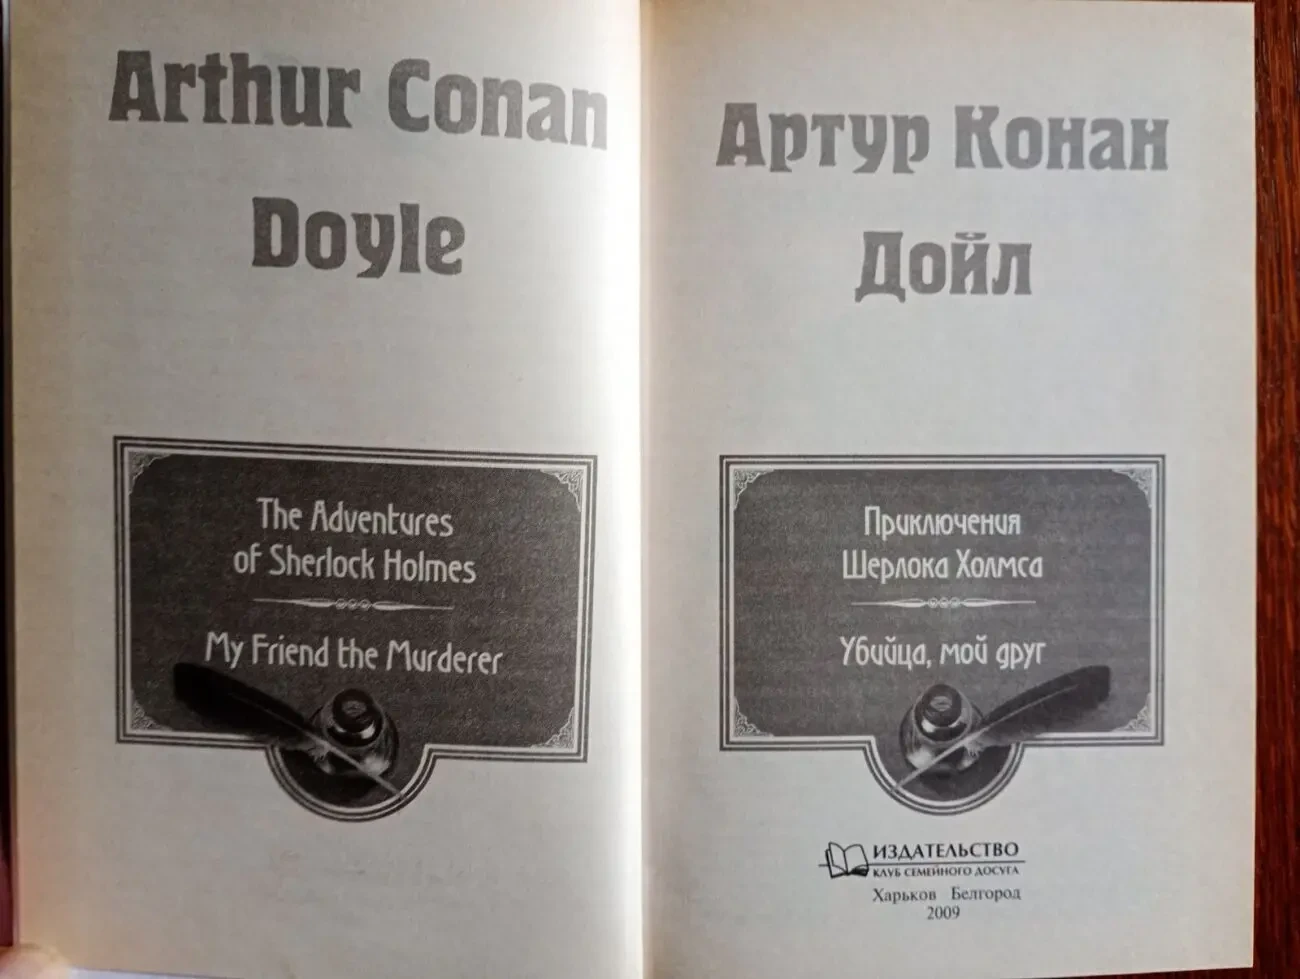 Arthur Conan
Doyle
The Adventures
of Sherlock Holmes
My Friend the Murderer
Артур Конан
Дойл
Приключения
Шерлока Холмса
Убийца, мой друг
ИЗДАТЕЛЬСТВО
КЛУБ СЕМЕЙНОГО ДОСУГА
Харьков Белгород
2009